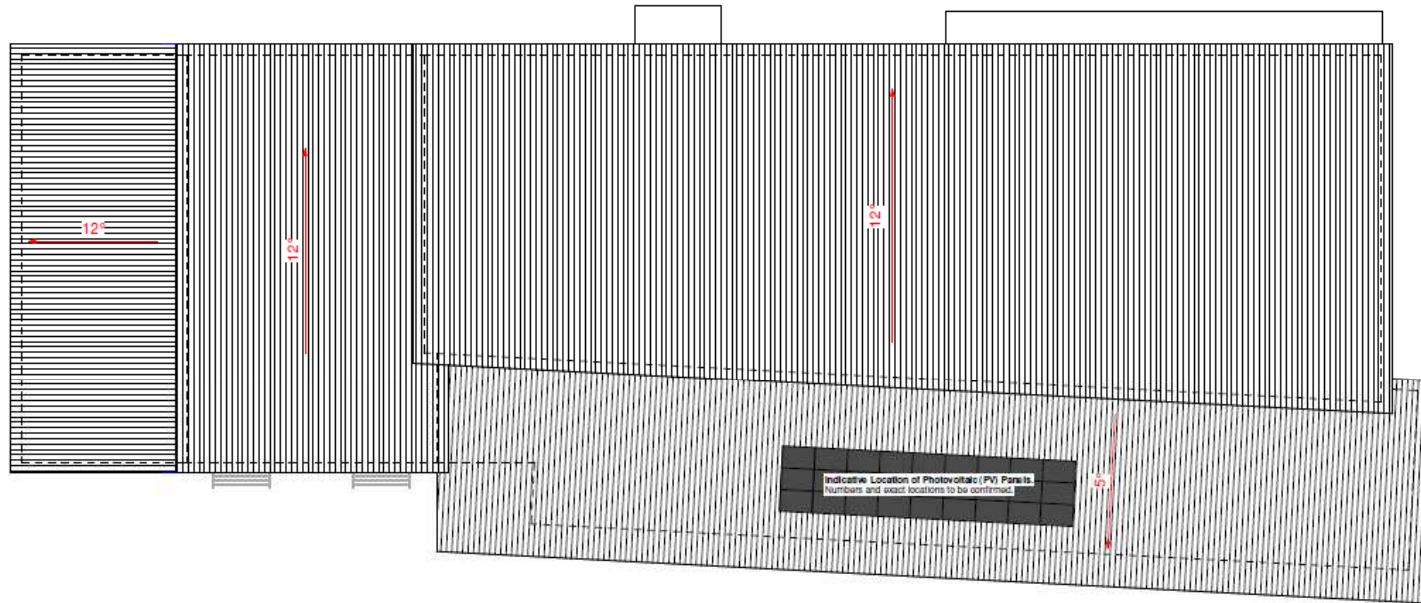 12°
12°
12°
Indicative Location of Photovoltaic (PV) Panels.
Numbers and exact locations to be confirmed.
5°